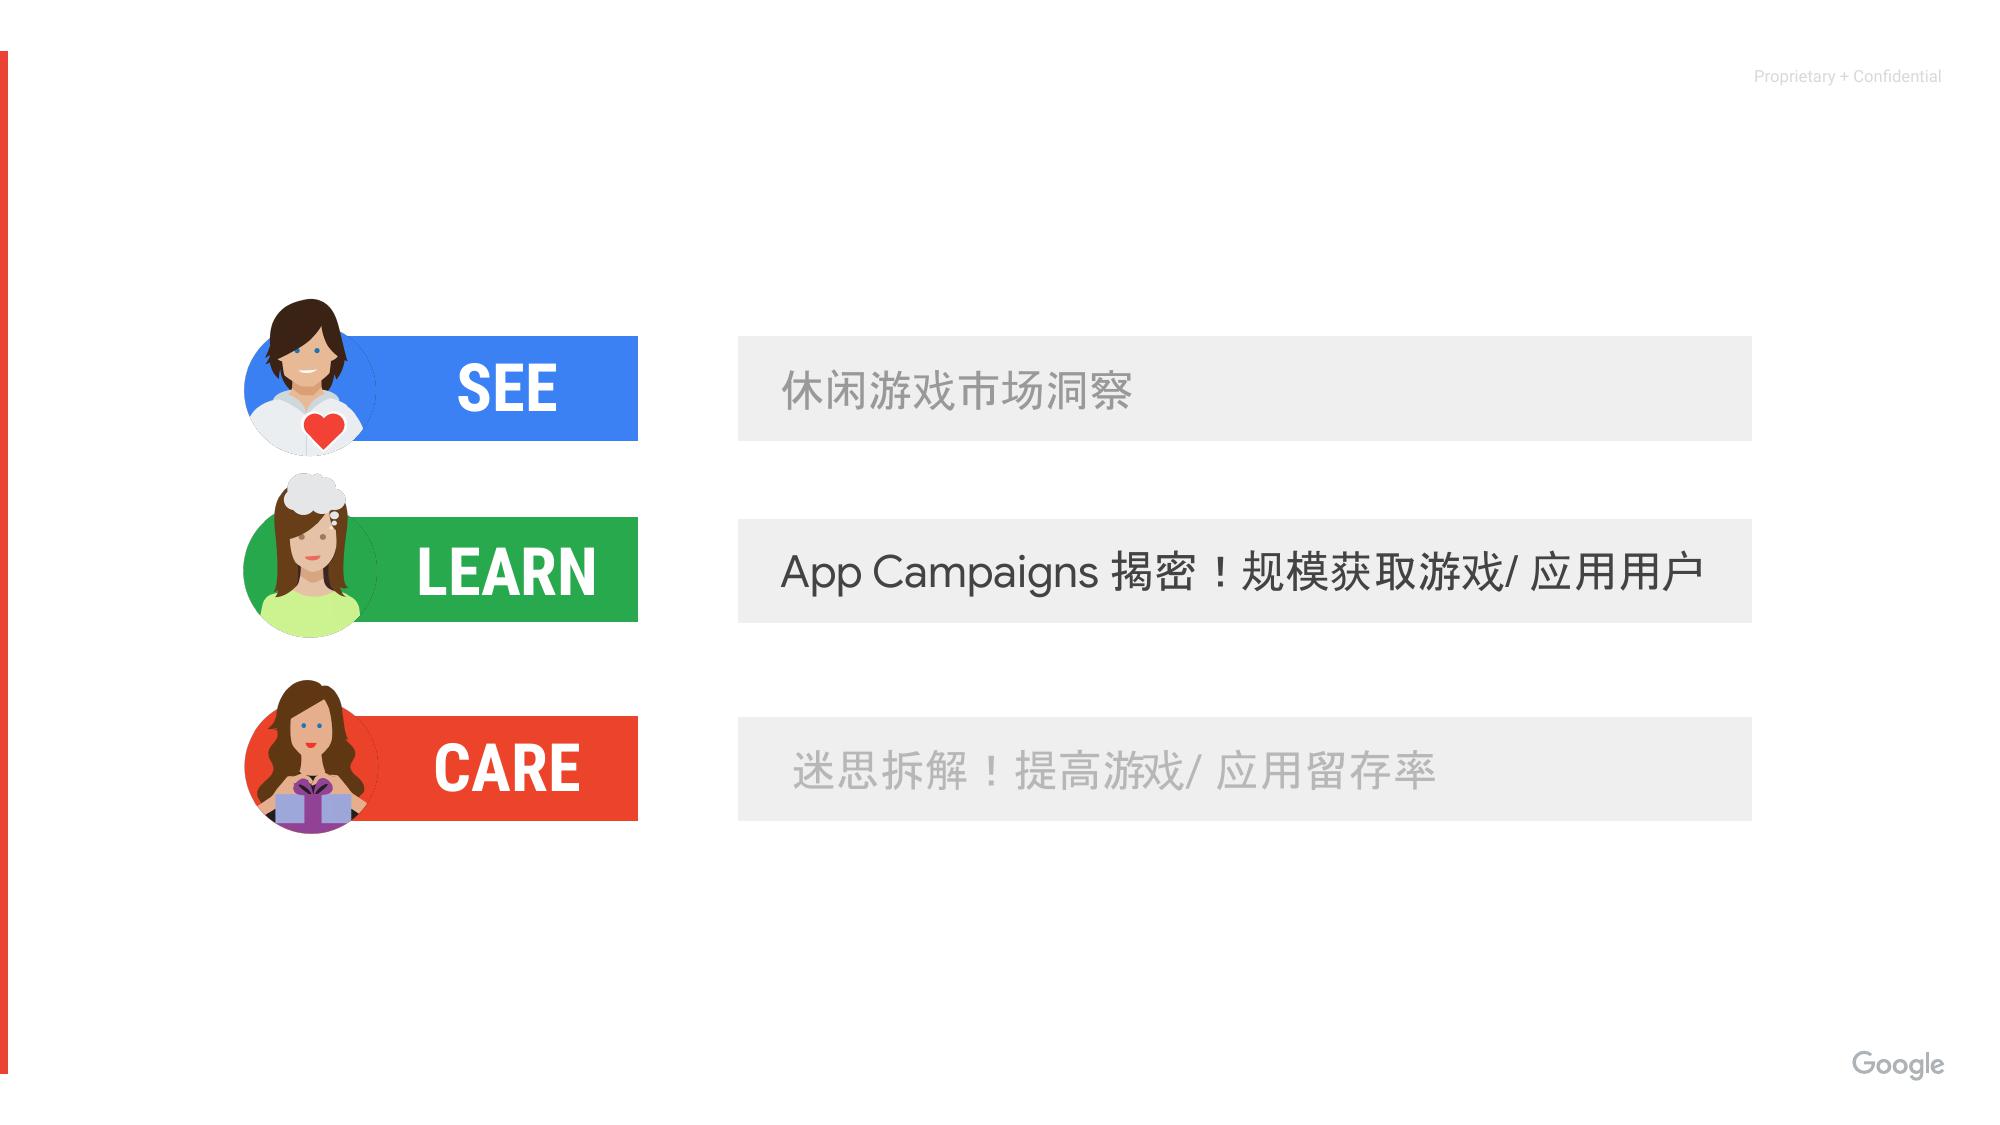 Proprietary + Confidential
SEE
休闲游戏市场洞察
LEARN
App Campaigns 揭密！规模获取游戏/ 应用用户
CARE
迷思拆解！提高游戏/ 应用留存率
Google